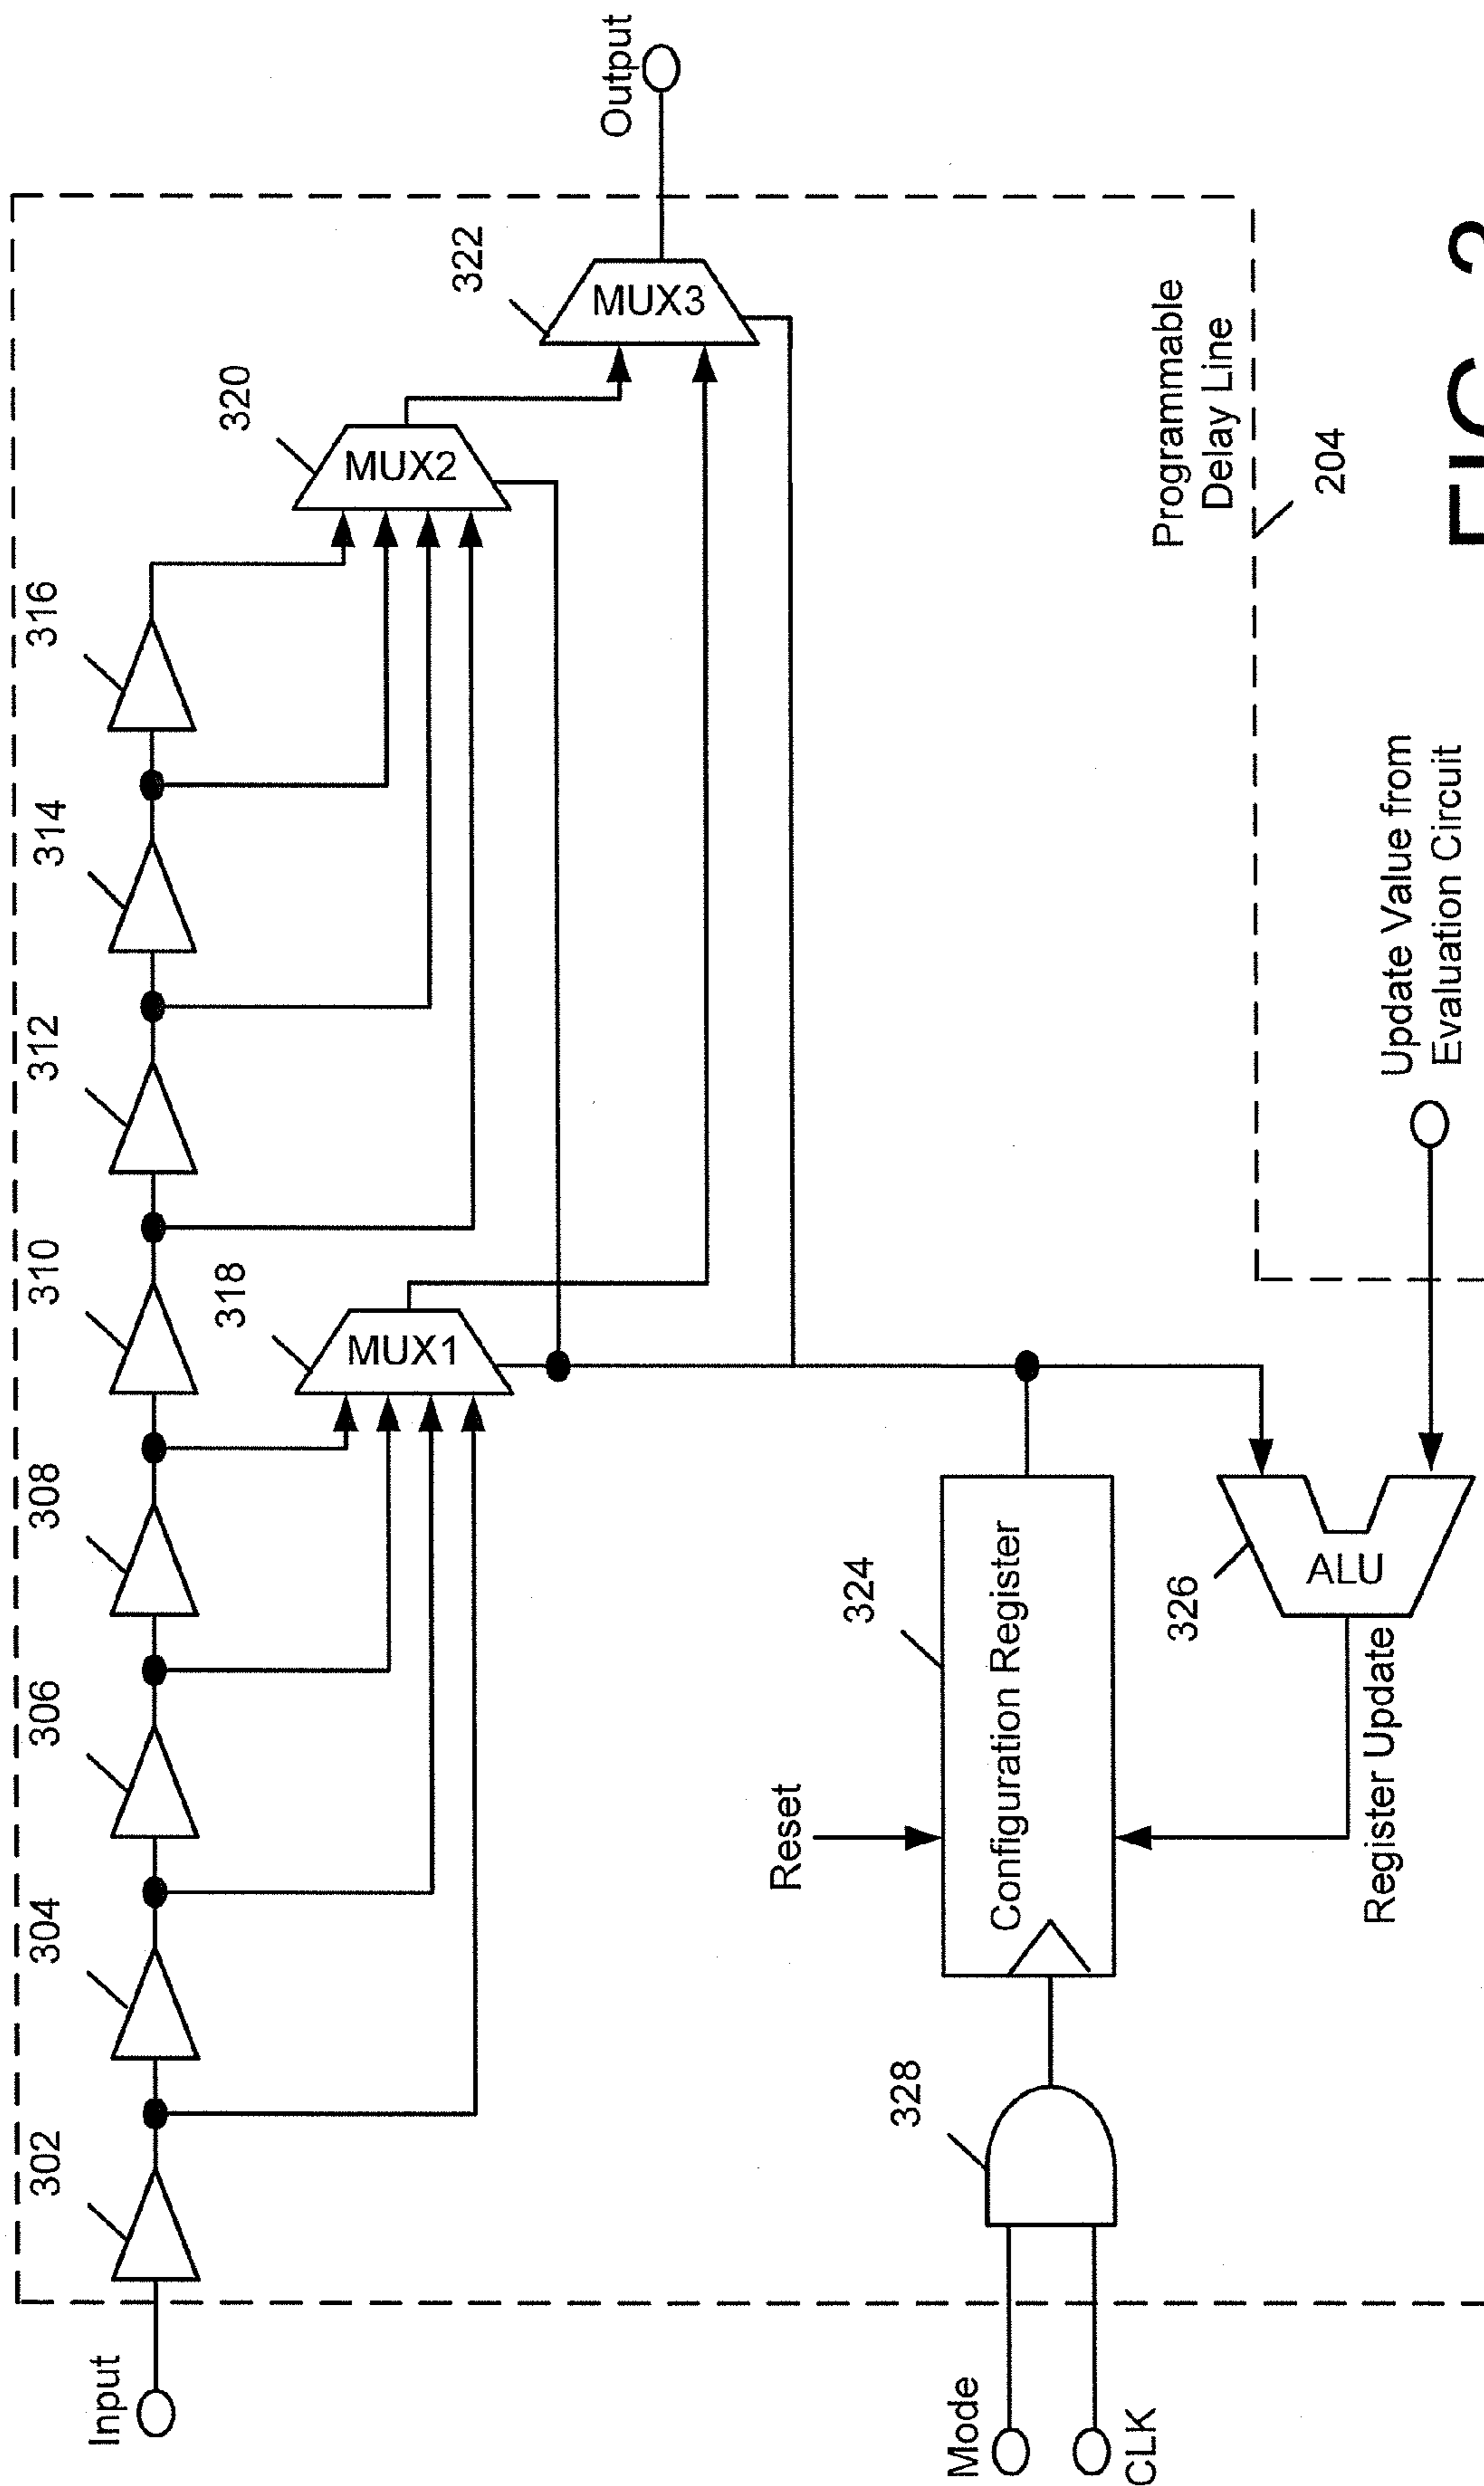 302
304
306
308
310
312
314
316
Input
318
MUX1
320
MUX2
322
MUX3
Output
Programmable
Delay Line
204
Reset
324
Configuration Register
328
Mode
CLK
326
ALU
Register Update
Update Value from
Evaluation Circuit